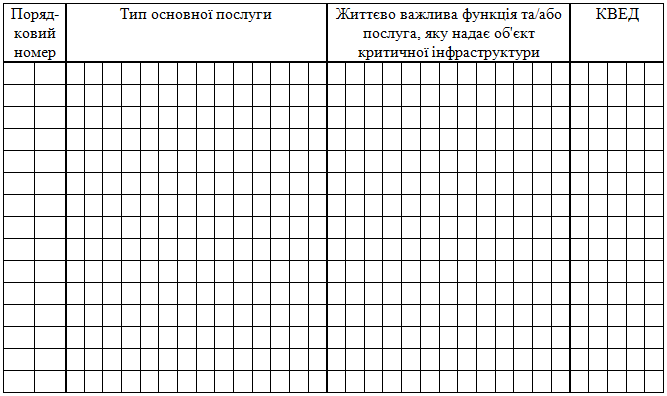 Поряд-
ковий
номер
Тип основної послуги
Життєво важлива функція та/або
послуга, яку надає об'єкт
критичної інфраструктури
КВЕД